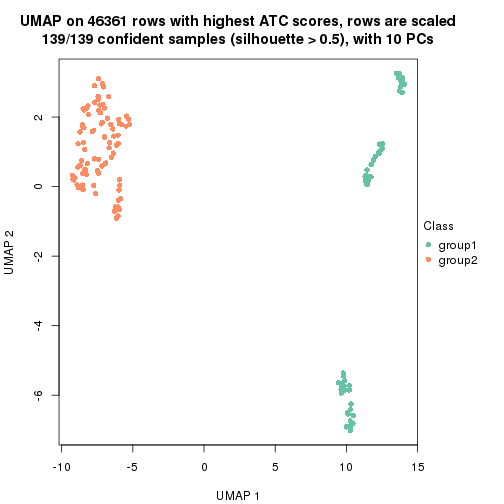 UMAP on 46361 rows with highest ATC scores, rows are scaled
139/139 confident samples (silhouette > 0.5), with 10 PCs
2
0
-2
-4
-6
UMAP 2
-10
-5
0
5
10
15
UMAP 1
Class
group1
group2